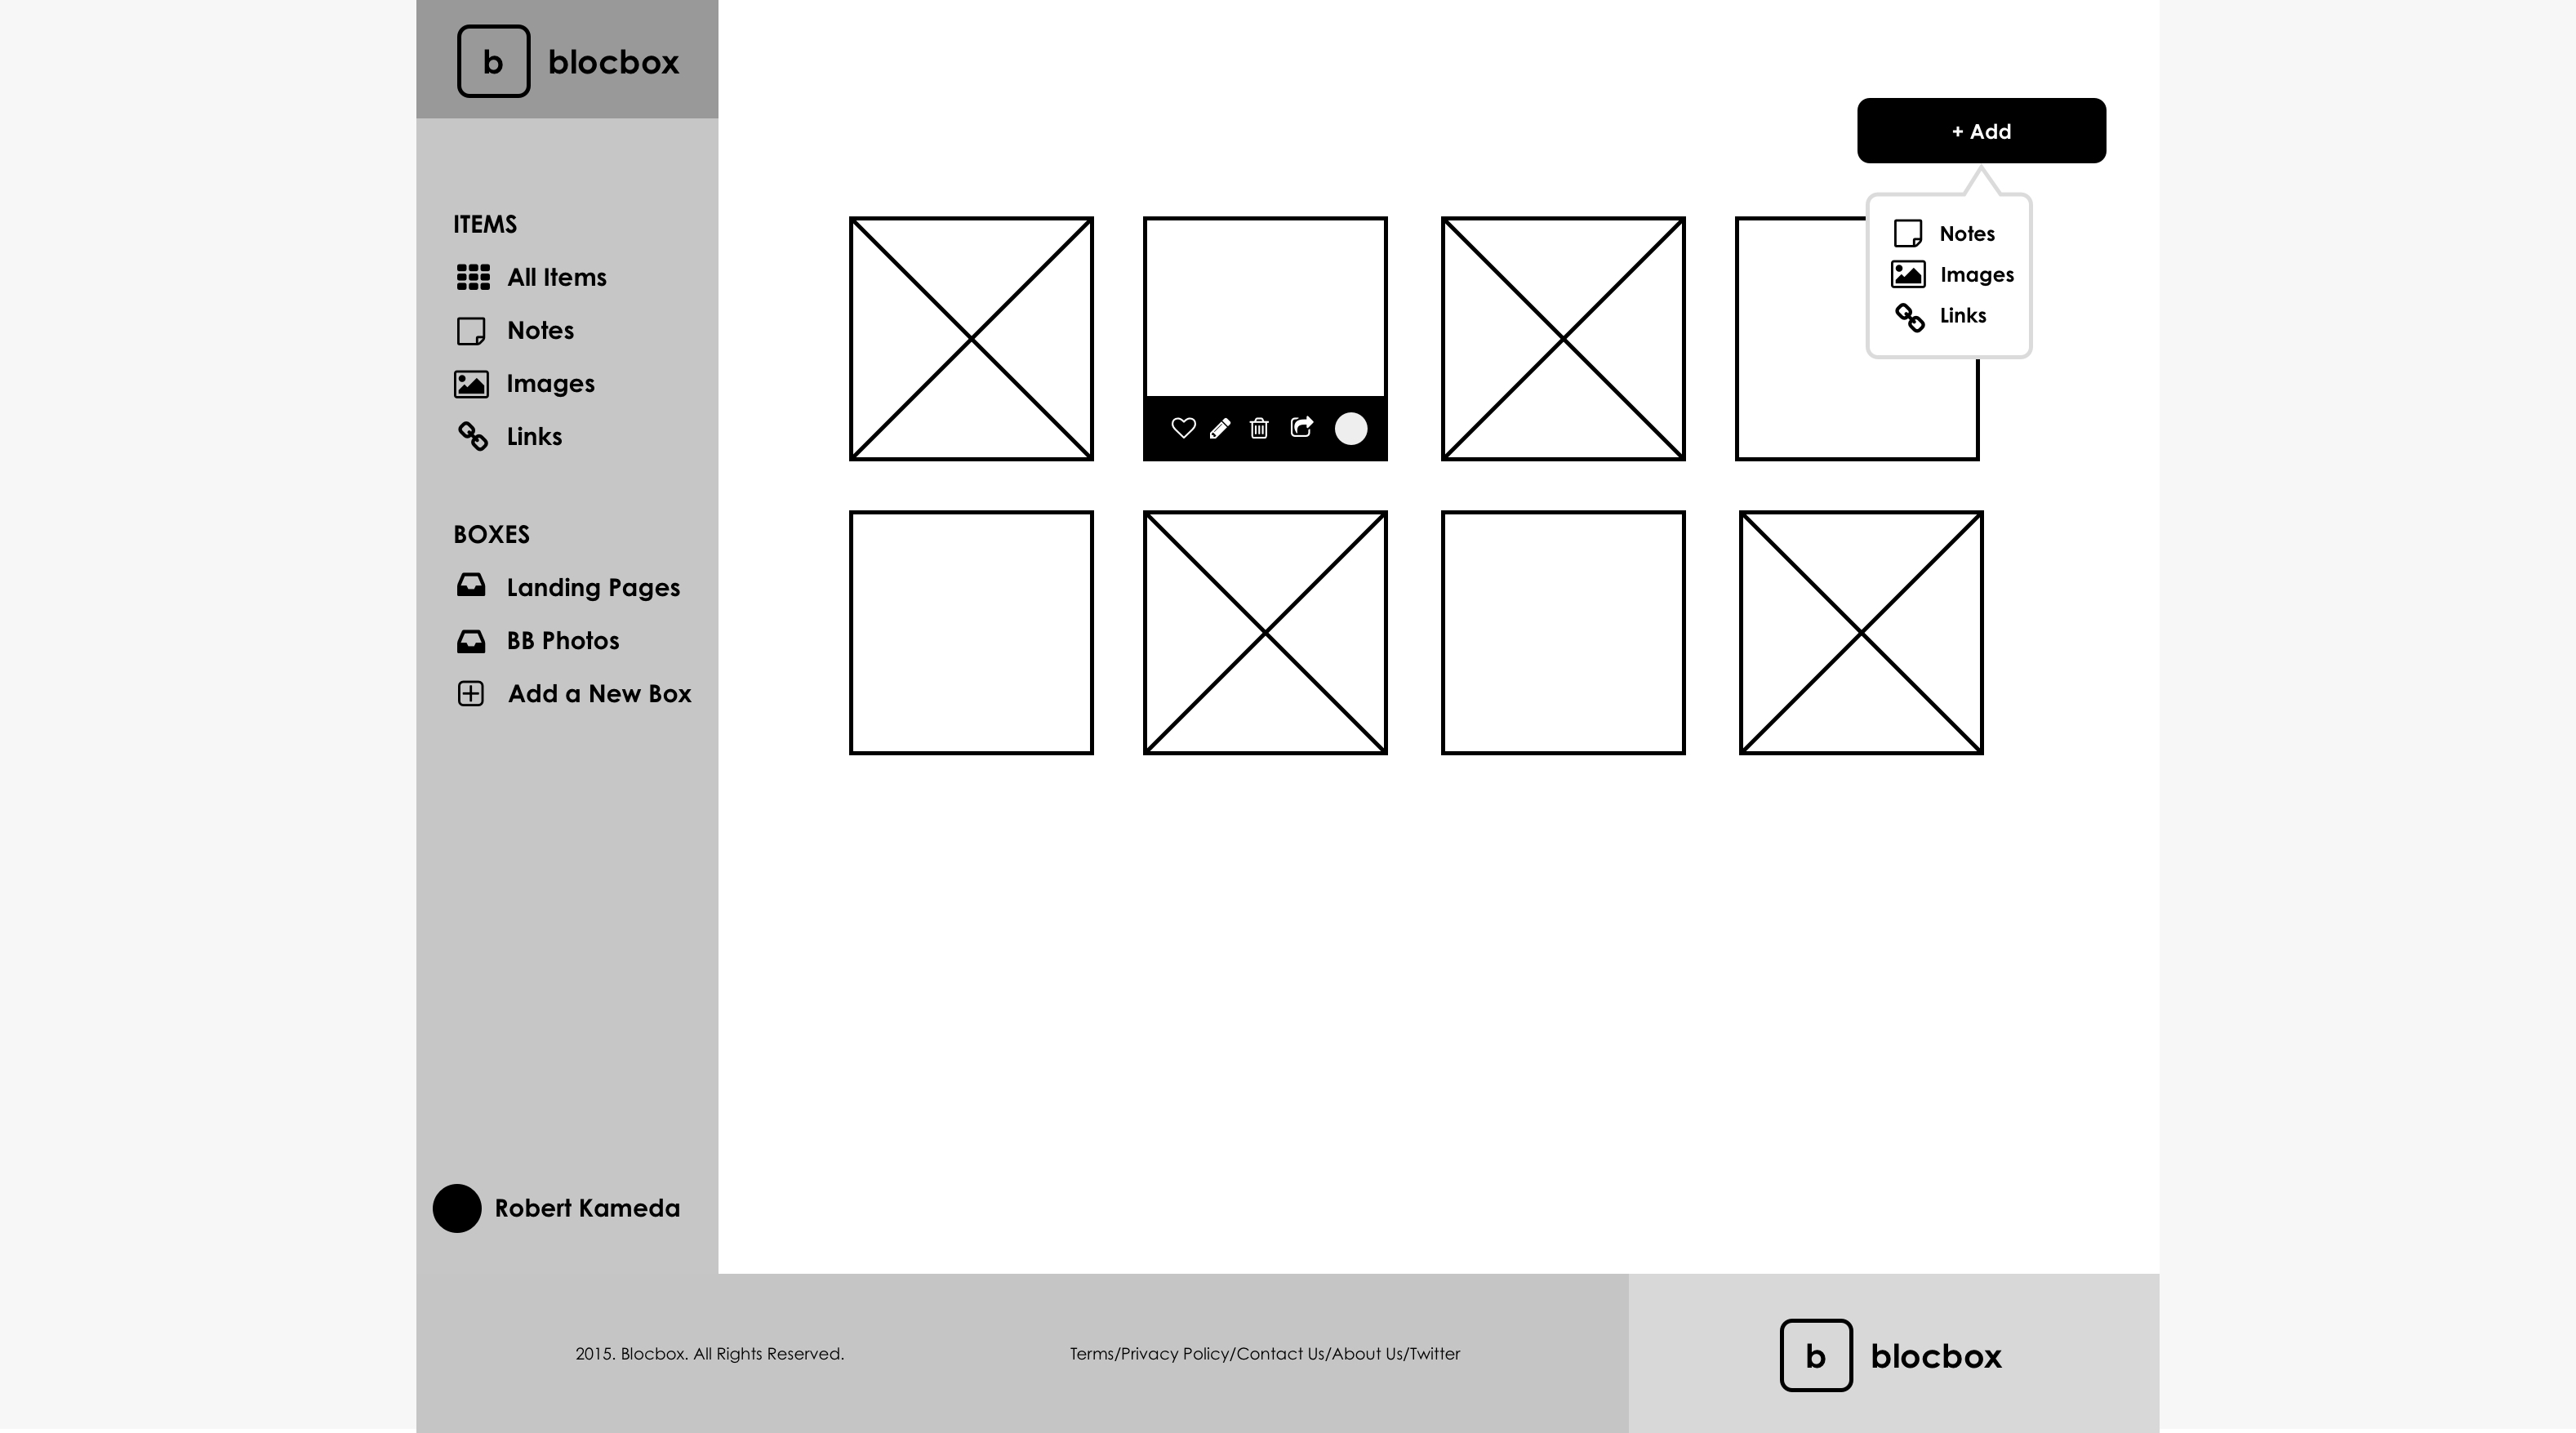 b blocbox
+ Add
ITEMS
All Items
Notes
Images
Links
Notes
Images
Links
BOXES
Landing Pages
BB Photos
Add a New Box
Robert Kameda
2015. Blocbox. All Rights Reserved.
Terms/Privacy Policy/Contact Us/About Us/Twitter
b blocbox